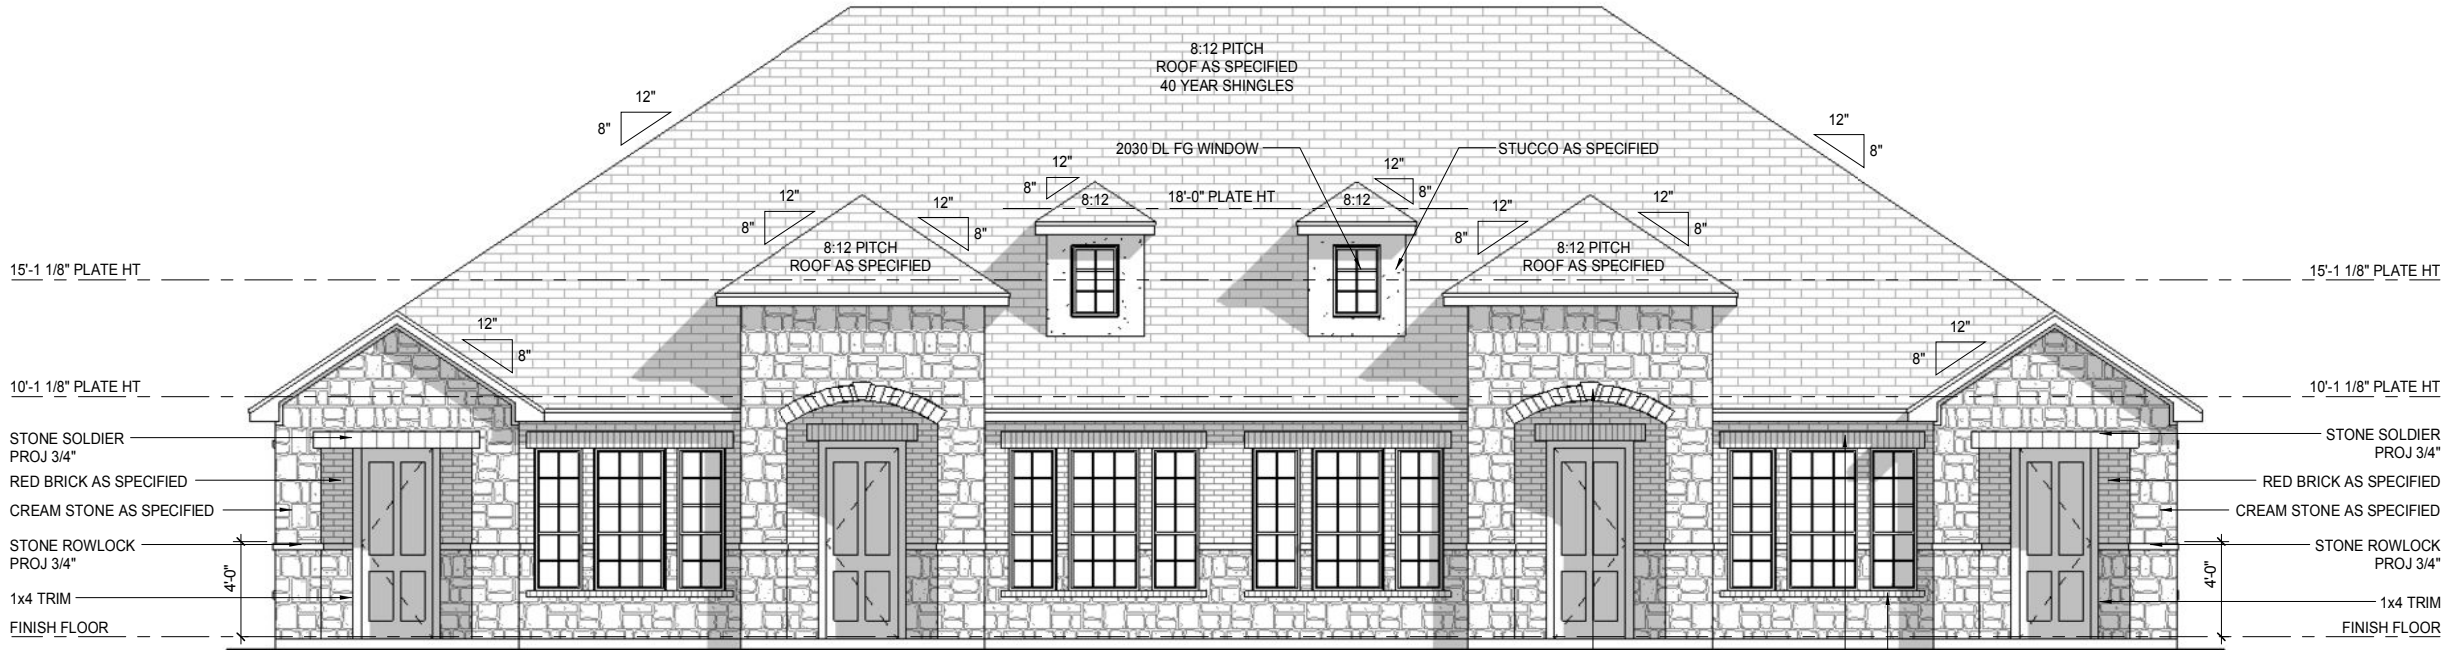 8:12 PITCH
ROOF AS SPECIFIED
40 YEAR SHINGLES
12"
8"
12"
8"
2030 DL FG WINDOW
STUCCO AS SPECIFIED
12"
8"
12"
8"
8:12
18'-0" PLATE HT
8:12
12"
8"
12"
8"
12"
8"
12"
8"
8:12 PITCH
ROOF AS SPECIFIED
8:12 PITCH
ROOF AS SPECIFIED
15'-1 1/8" PLATE HT
15'-1 1/8" PLATE HT
12"
8"
12"
8"
10'-1 1/8" PLATE HT
10'-1 1/8" PLATE HT
STONE SOLDIER
PROJ 3/4"
RED BRICK AS SPECIFIED
CREAM STONE AS SPECIFIED
STONE ROWLOCK
PROJ 3/4"
4'-0"
1x4 TRIM
FINISH FLOOR
STONE SOLDIER
PROJ 3/4"
RED BRICK AS SPECIFIED
CREAM STONE AS SPECIFIED
STONE ROWLOCK
PROJ 3/4"
4'-0"
1x4 TRIM
FINISH FLOOR